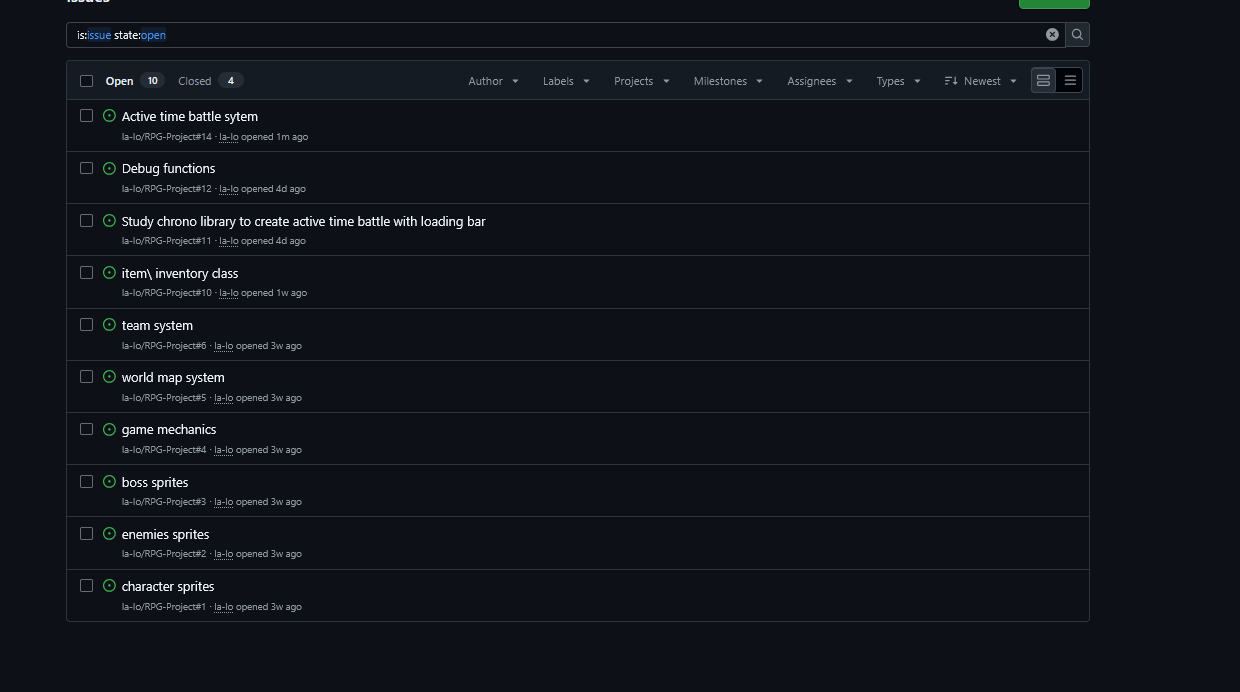 Issues
is:issue state:open
Open 10 Closed 4 Author Labels Projects Milestones Assignees Types Newest
Active time battle sytem
la-lo/RPG-Project#14 · la-lo opened 1m ago
Debug functions
la-lo/RPG-Project#12 · la-lo opened 4d ago
Study chrono library to create active time battle with loading bar
la-lo/RPG-Project#11 · la-lo opened 4d ago
item\ inventory class
la-lo/RPG-Project#10 · la-lo opened 1w ago
team system
la-lo/RPG-Project#6 · la-lo opened 3w ago
world map system
la-lo/RPG-Project#5 · la-lo opened 3w ago
game mechanics
la-lo/RPG-Project#4 · la-lo opened 3w ago
boss sprites
la-lo/RPG-Project#3 · la-lo opened 3w ago
enemies sprites
la-lo/RPG-Project#2 · la-lo opened 3w ago
character sprites
la-lo/RPG-Project#1 · la-lo opened 3w ago